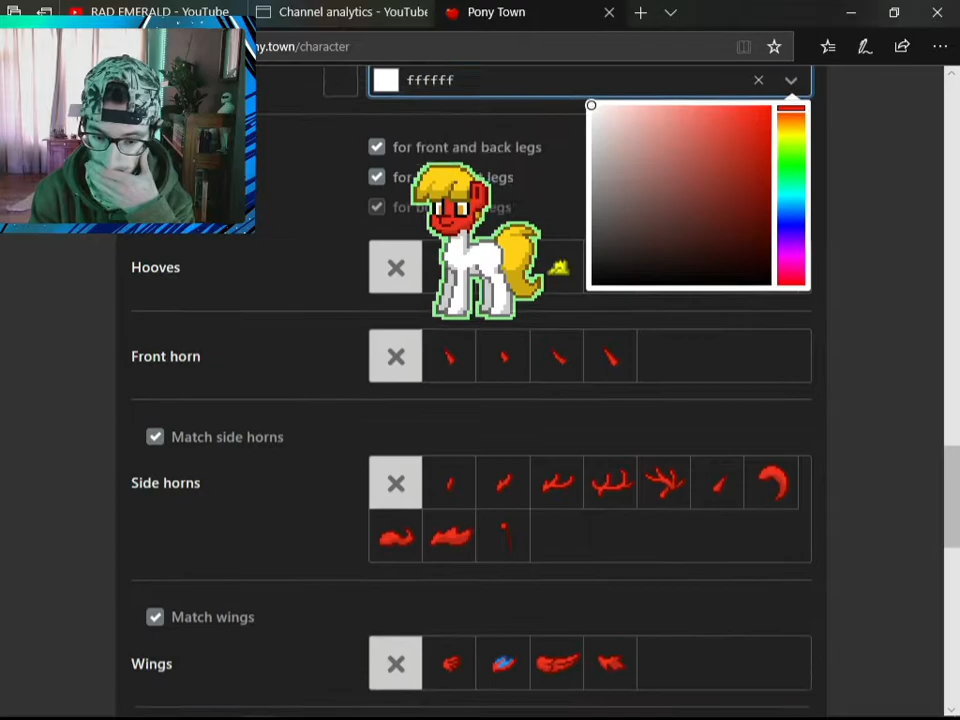 RAD EMERALD - YouTube
Channel analytics - YouTube
Pony Town
ny.town/character
ffffff
for front and back legs
for
legs
for b
legs
Hooves
Front horn
Match side horns
Side horns
Match wings
Wings